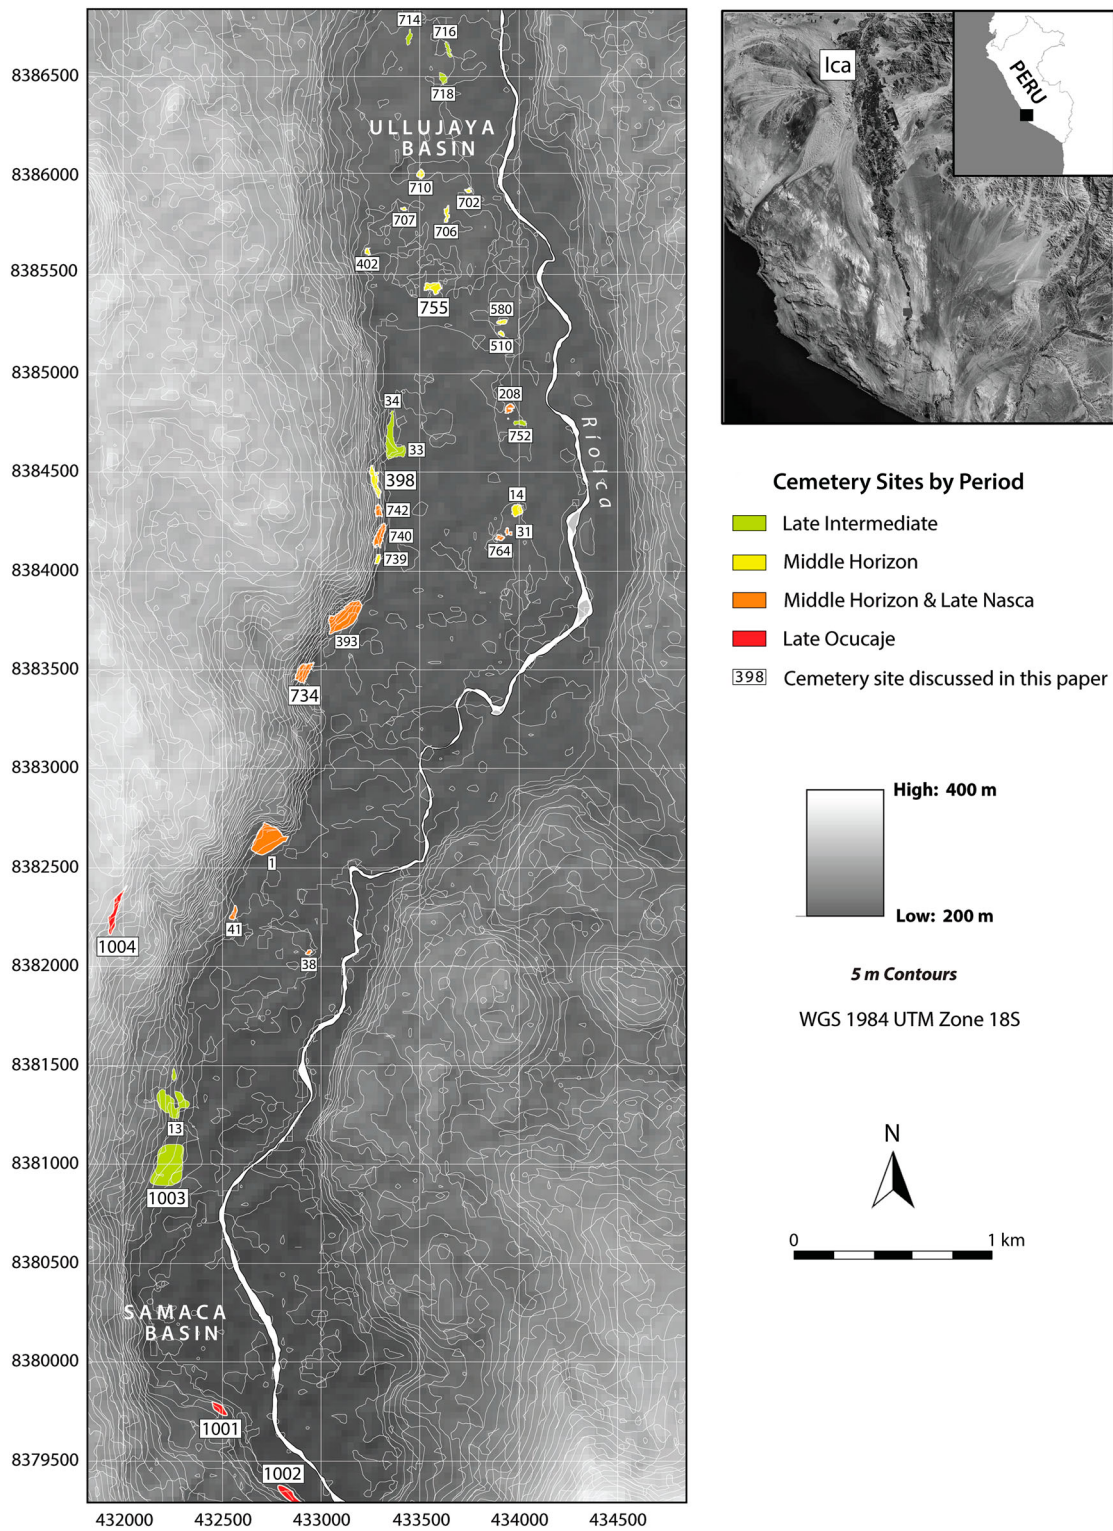 714
716
8386500
718
ULLUJAYA
BASIN
8386000
710
702
707
706
402
8385500
755
580
510
8385000
34
208
752
33
Río Ica
8384500
398
14
742
740
31
764
739
8384000
393
8383500
734
8383000
1
8382500
41
1004
38
8382000
8381500
13
8381000
1003
8380500
SAMACA
BASIN
8380000
1001
1002
8379500
432000 432500 433000 433500 434000 434500
Ica
PERU
Cemetery Sites by Period
Late Intermediate
Middle Horizon
Middle Horizon & Late Nasca
Late Ocucaje
398 Cemetery site discussed in this paper
High: 400 m
Low: 200 m
5 m Contours
WGS 1984 UTM Zone 18S
N
0 1 km